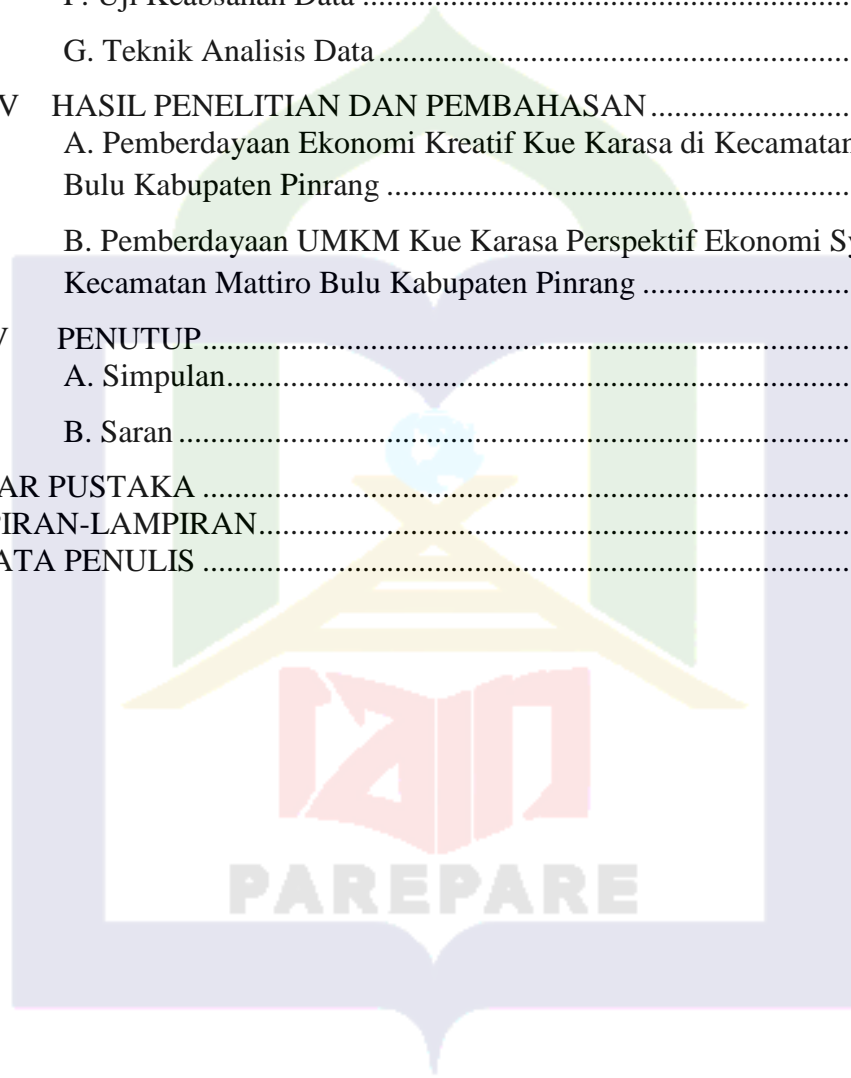 F. Uji Keabsahan Data ..........
G. Teknik Analisis Data ..........
V HASIL PENELITIAN DAN PEMBAHASAN ..........
A. Pemberdayaan Ekonomi Kreatif Kue Karasa di Kecamatan
Bulu Kabupaten Pinrang ..........
B. Pemberdayaan UMKM Kue Karasa Perspektif Ekonomi Sy
Kecamatan Mattiro Bulu Kabupaten Pinrang ..........
V PENUTUP ..........
A. Simpulan ..........
B. Saran ..........
AR PUSTAKA ..........
PIRAN-LAMPIRAN ..........
ATA PENULIS ..........
iain
PAREPARE